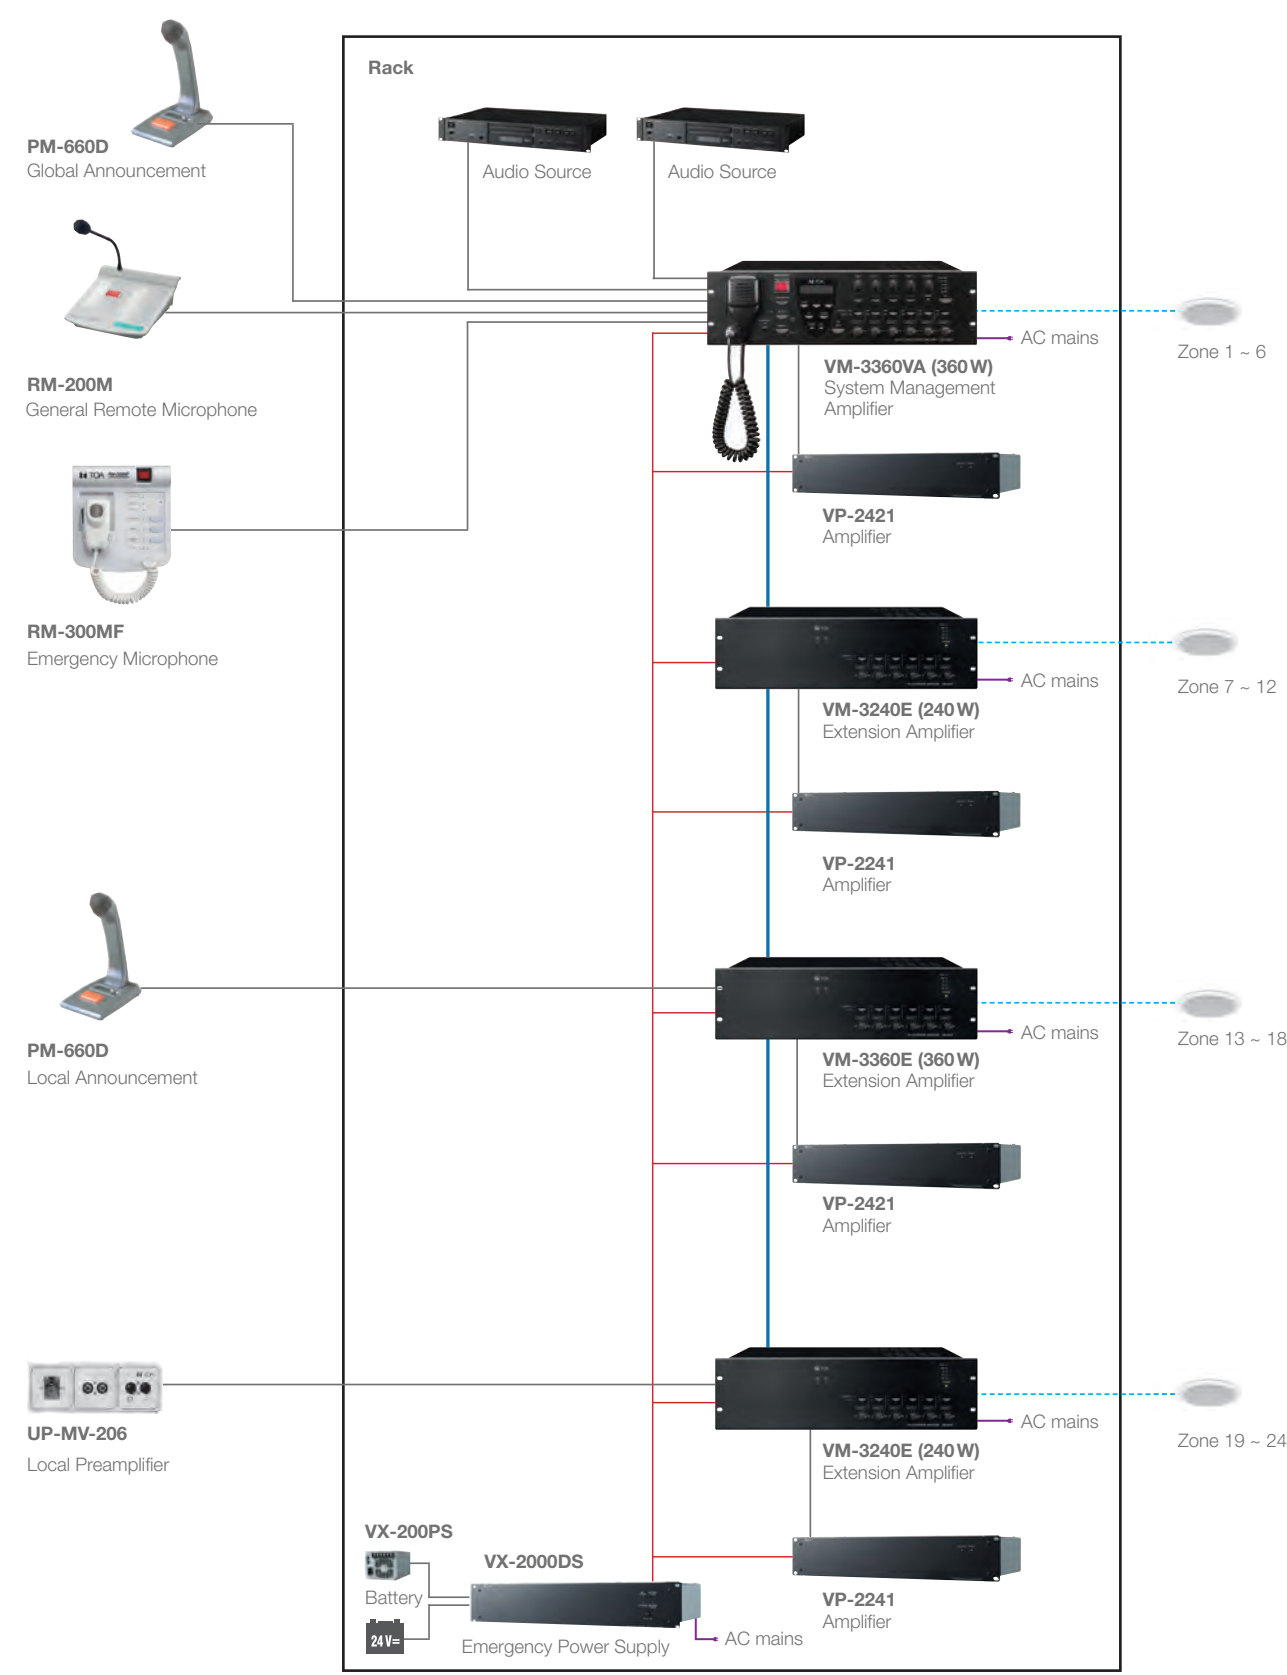 Rack
PM-660D
Global Announcement
Audio Source
Audio Source
RM-200M
General Remote Microphone
AC mains
Zone 1 ~ 6
VM-3360VA (360 W)
System Management
Amplifier
TOA
RM-300MF
Emergency Microphone
VP-2421
Amplifier
AC mains
Zone 7 ~ 12
VM-3240E (240 W)
Extension Amplifier
VP-2241
Amplifier
PM-660D
Local Announcement
AC mains
Zone 13 ~ 18
VM-3360E (360 W)
Extension Amplifier
VP-2421
Amplifier
UP-MV-206
Local Preamplifier
AC mains
Zone 19 ~ 24
VM-3240E (240 W)
Extension Amplifier
VX-200PS
Battery
24 V=
VX-2000DS
Emergency Power Supply
AC mains
VP-2241
Amplifier